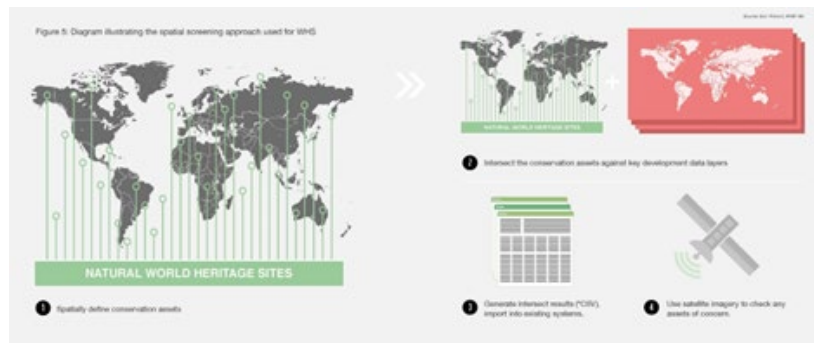 Figure 5: Diagram illustrating the spatial screening approach used for WHS
NATURAL WORLD HERITAGE SITES
1 Spatially define conservation assets
NATURAL WORLD HERITAGE SITES
2 Intersect the conservation assets against key development data layers
3 Generate intersect results (*CSV),
import into existing systems.
4 Use satellite imagery to check any
assets of concern.